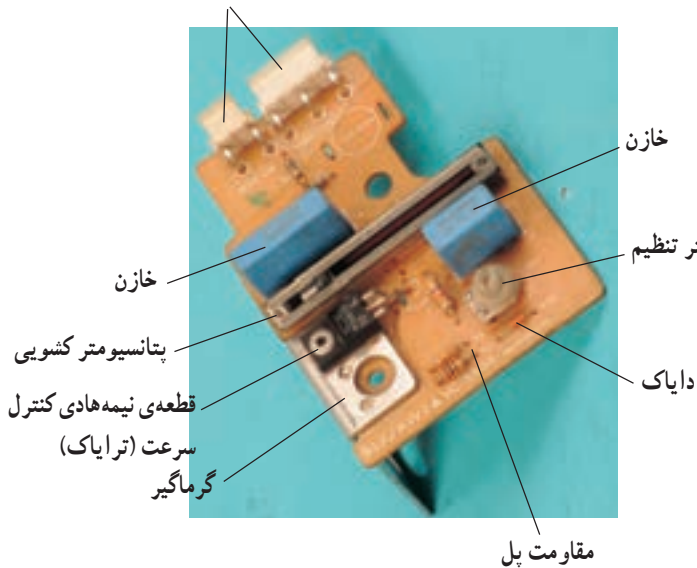 خازن
تنظیم
خازن
پتانسیومتر کشویی
دایاک
قطعه‌ی نیمه‌هادی کنترل
سرعت (ترایاک)
گرماگیر
مقاومت پل